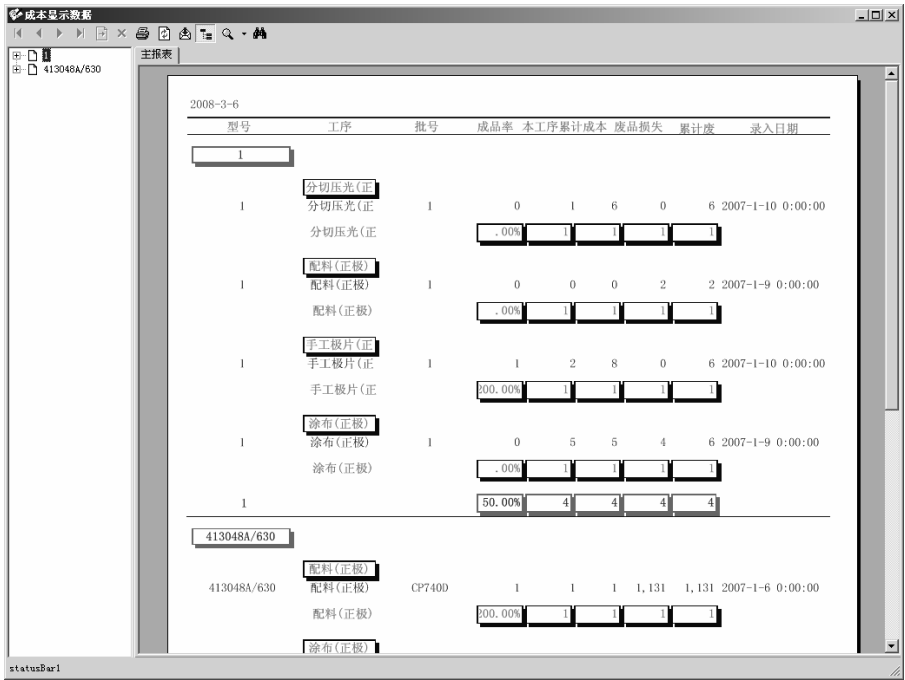 成本显示数据
1
413048A/630
主报表
2008-3-6
型号 工序 批号 成品率 本工序累计成本 废品损失 累计废 录入日期
1
分切压光(正
1 分切压光(正 1 0 1 6 0 6 2007-1-10 0:00:00
分切压光(正 .00% 1 1 1 1
配料(正极)
1 配料(正极) 1 0 0 0 2 2 2007-1-9 0:00:00
配料(正极) .00% 1 1 1 1
手工极片(正
1 手工极片(正 1 1 2 8 0 6 2007-1-10 0:00:00
手工极片(正 200.00% 1 1 1 1
涂布(正极)
1 涂布(正极) 1 0 5 5 4 6 2007-1-9 0:00:00
涂布(正极) .00% 1 1 1 1
1 50.00% 4 4 4 4
413048A/630
配料(正极)
413048A/630 配料(正极) CP740D 1 1 1 1,131 1,131 2007-1-6 0:00:00
配料(正极) 200.00% 1 1 1 1
涂布(正极)
statusBar1